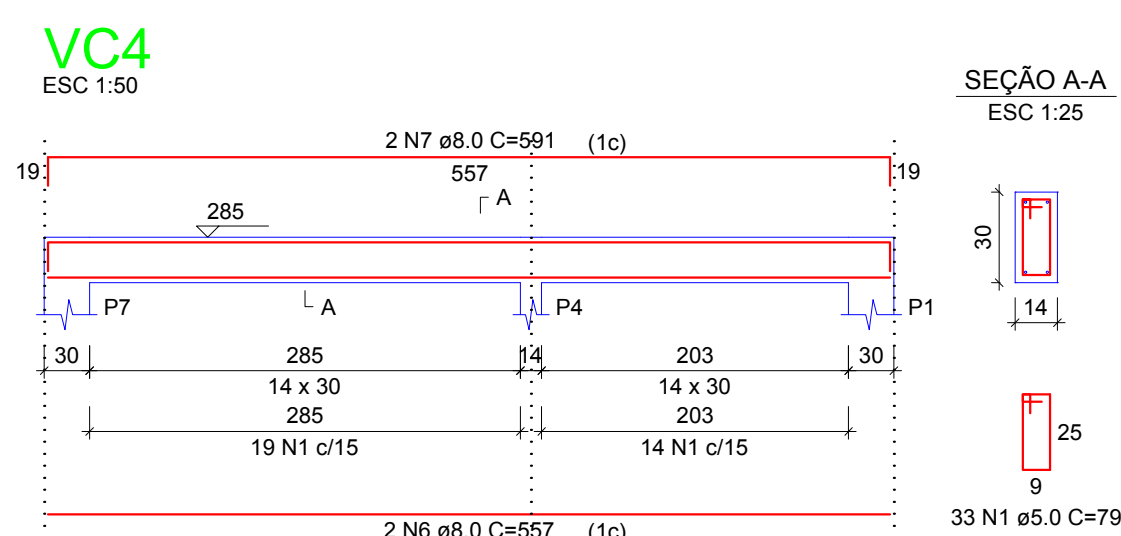 VC4
ESC 1:50
SEÇÃO A-A
ESC 1:25
2 N7 ø8.0 C=591 (1c)
19
557
19
A
285
30
A
P7
P4
P1
14
30
285
14
203
30
14 x 30
14 x 30
285
203
19 N1 c/15
14 N1 c/15
25
9
33 N1 ø5.0 C=79
2 N6 ø8.0 C=557 (1c)